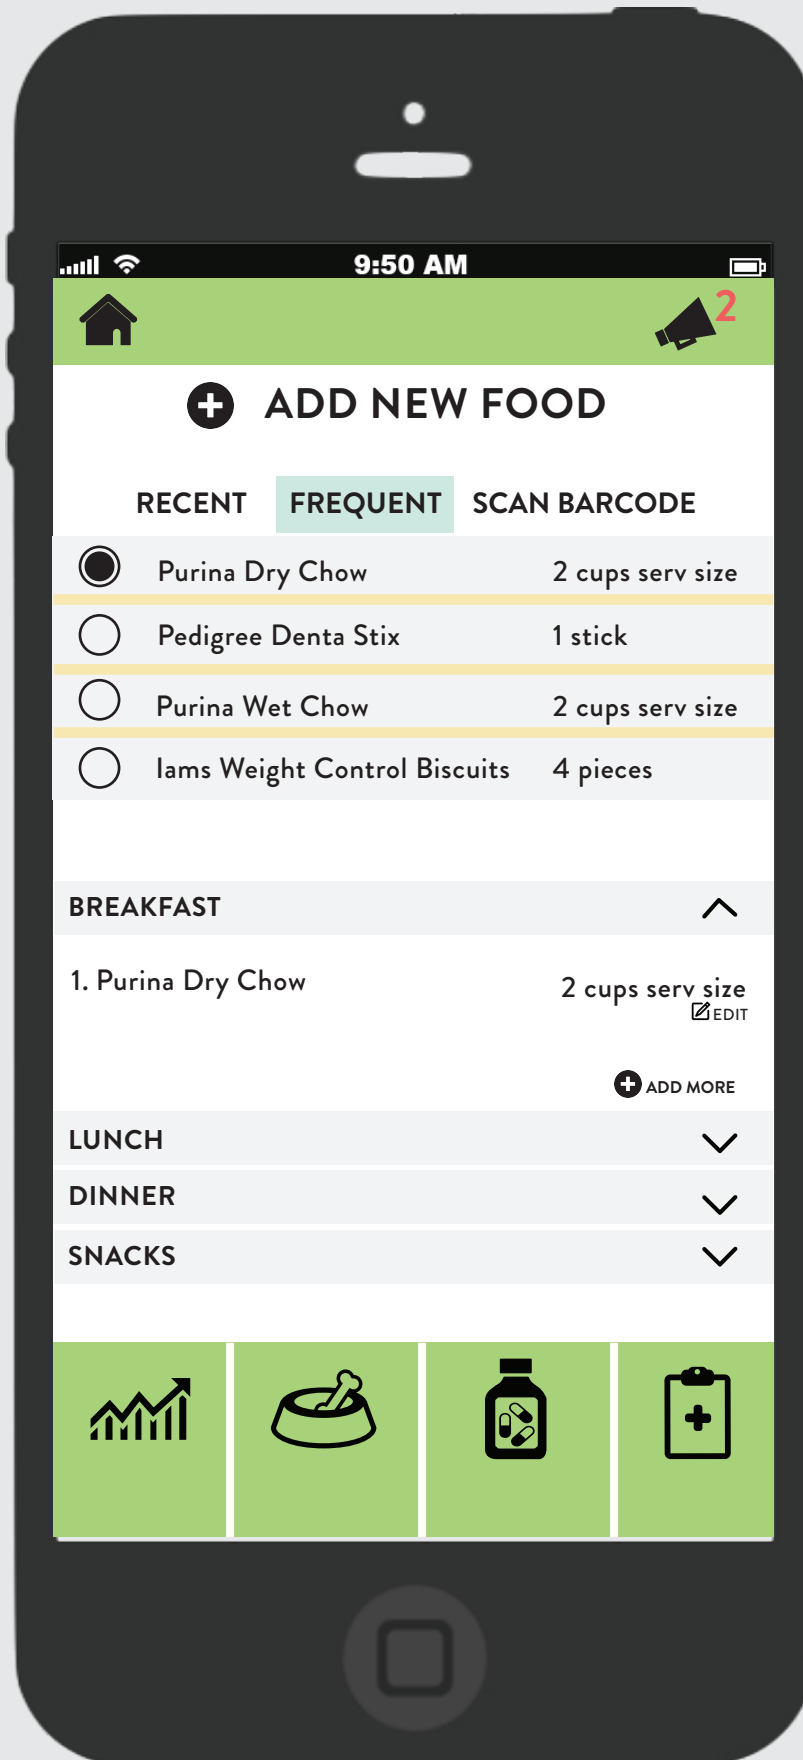 9:50 AM
2
ADD NEW FOOD
RECENT FREQUENT SCAN BARCODE
Purina Dry Chow 2 cups serv size
Pedigree Denta Stix 1 stick
Purina Wet Chow 2 cups serv size
Iams Weight Control Biscuits 4 pieces
BREAKFAST
1. Purina Dry Chow 2 cups serv size
EDIT
ADD MORE
LUNCH
DINNER
SNACKS